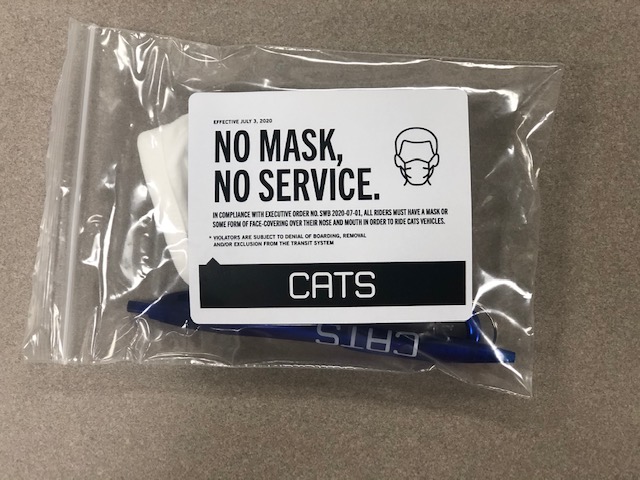 EFFECTIVE JULY 3, 2020
NO MASK,
NO SERVICE.
IN COMPLIANCE WITH EXECUTIVE ORDER NO. SWB 2020-07-01, ALL RIDERS MUST HAVE A MASK OR
SOME FORM OF FACE-COVERING OVER THEIR NOSE AND MOUTH IN ORDER TO RIDE CATS VEHICLES.
* VIOLATORS ARE SUBJECT TO DENIAL OF BOARDING, REMOVAL
AND/OR EXCLUSION FROM THE TRANSIT SYSTEM
CATS
CATS